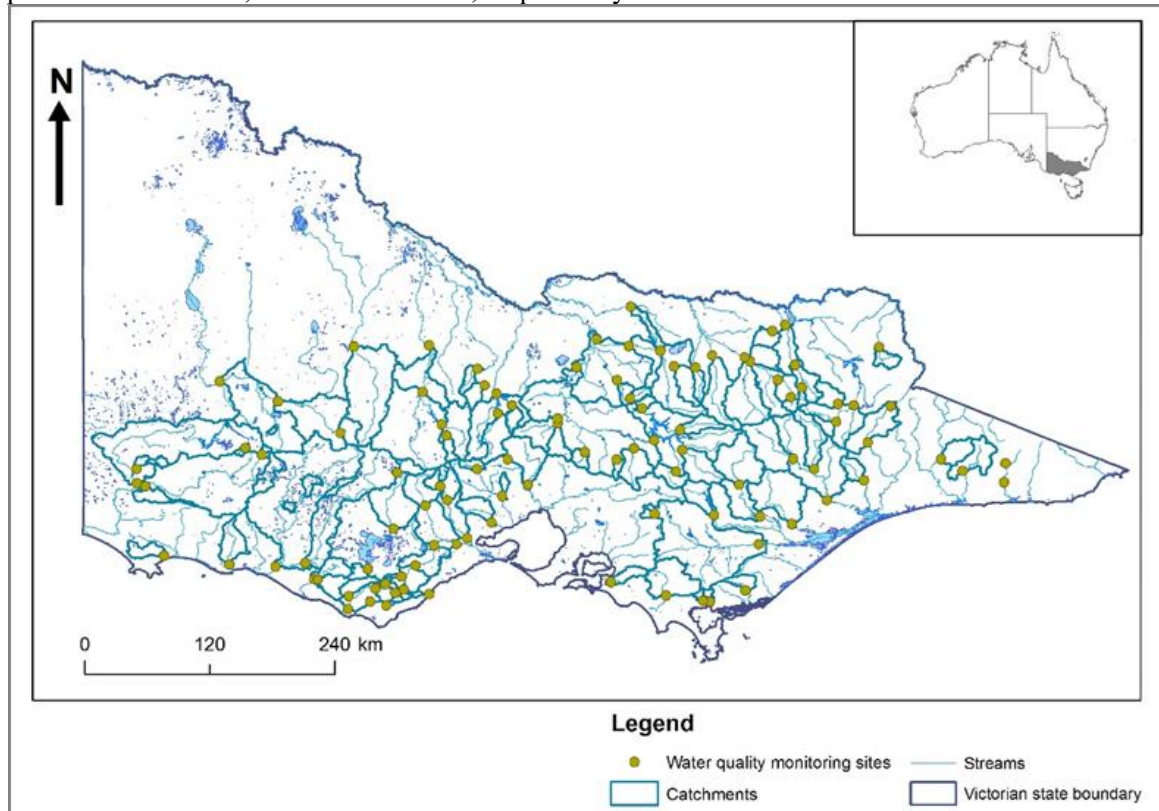 N
0 120 240 km
Legend
Water quality monitoring sites
Streams
Catchments
Victorian state boundary